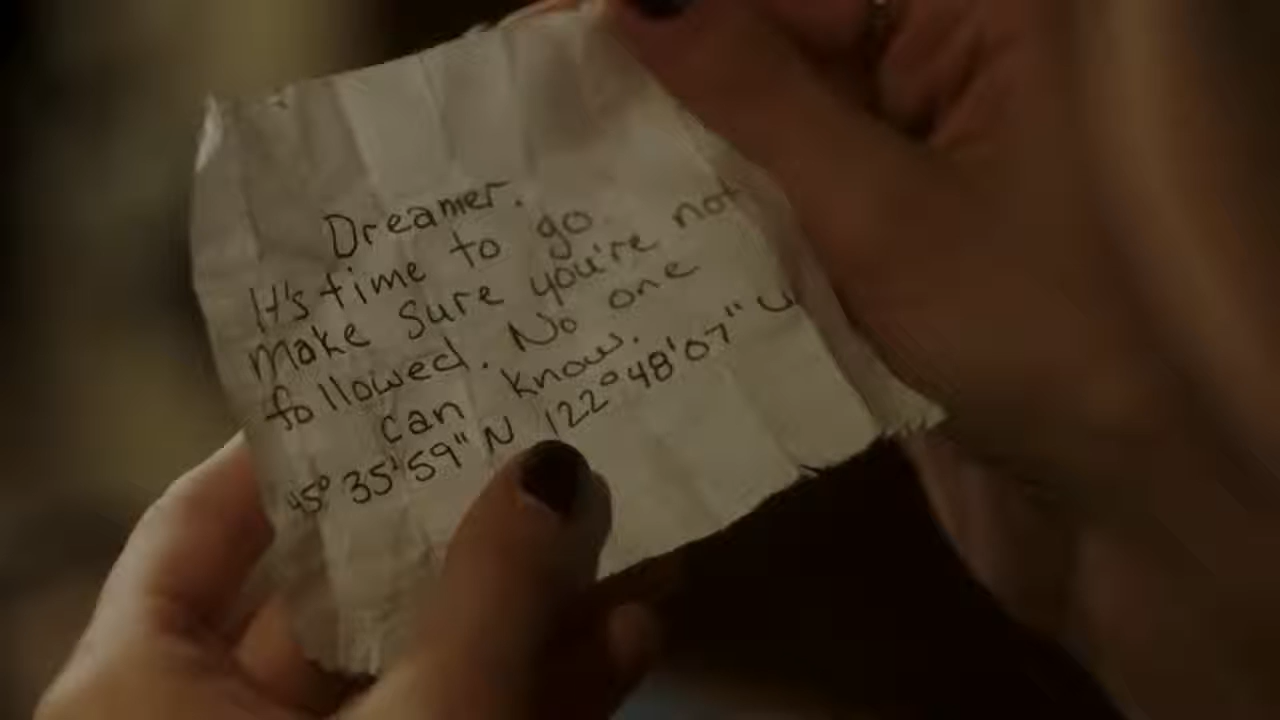 Dreamer.
It's time to go
make sure you're not
followed. No one
can know.
45° 35' 59" N 122° 48' 07"